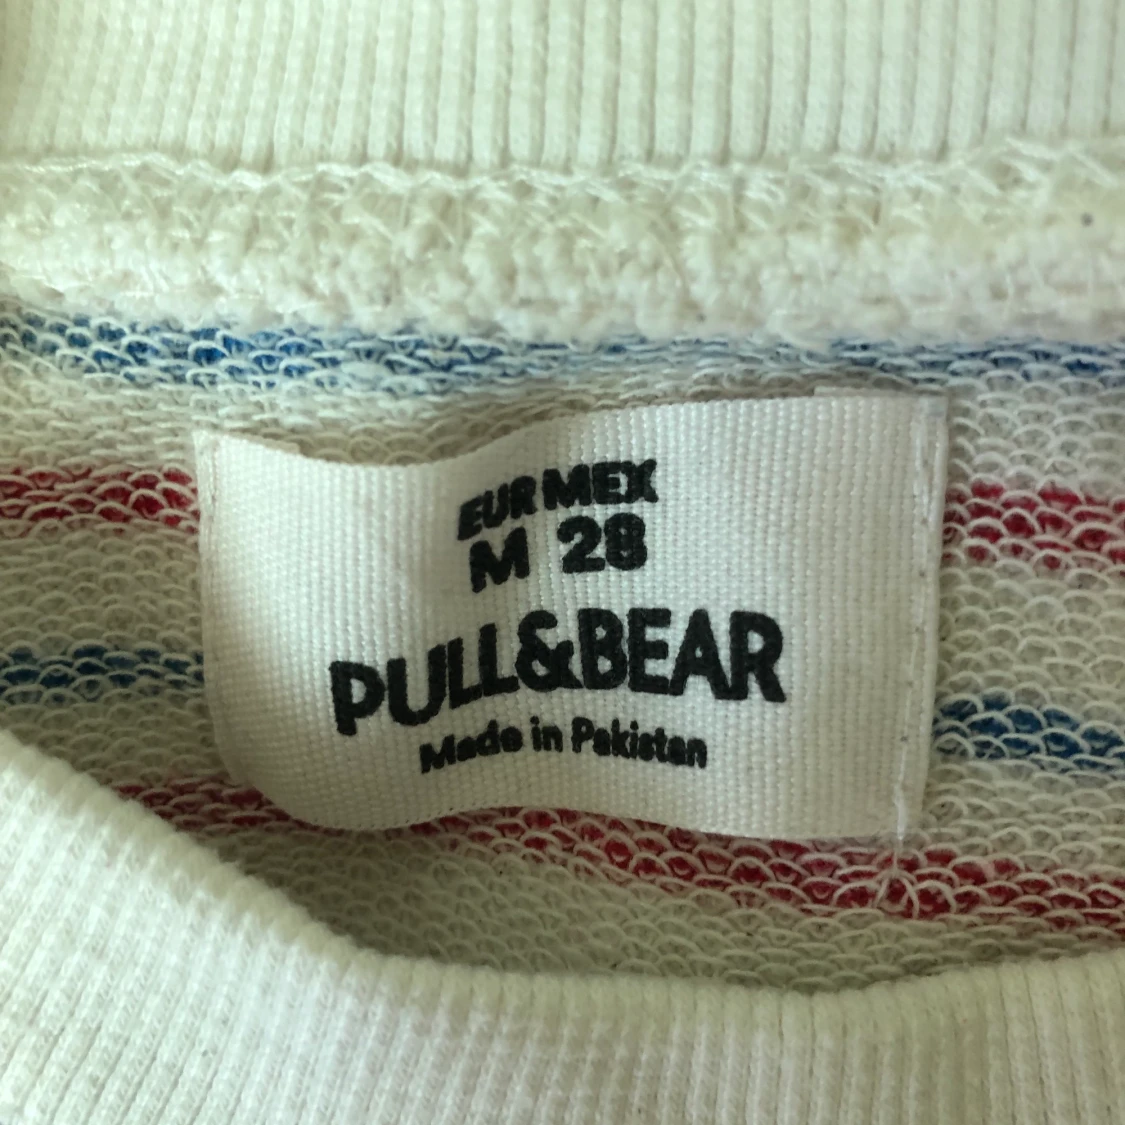 EUR MEX
M 28
PULL&BEAR
Made in Pakistan